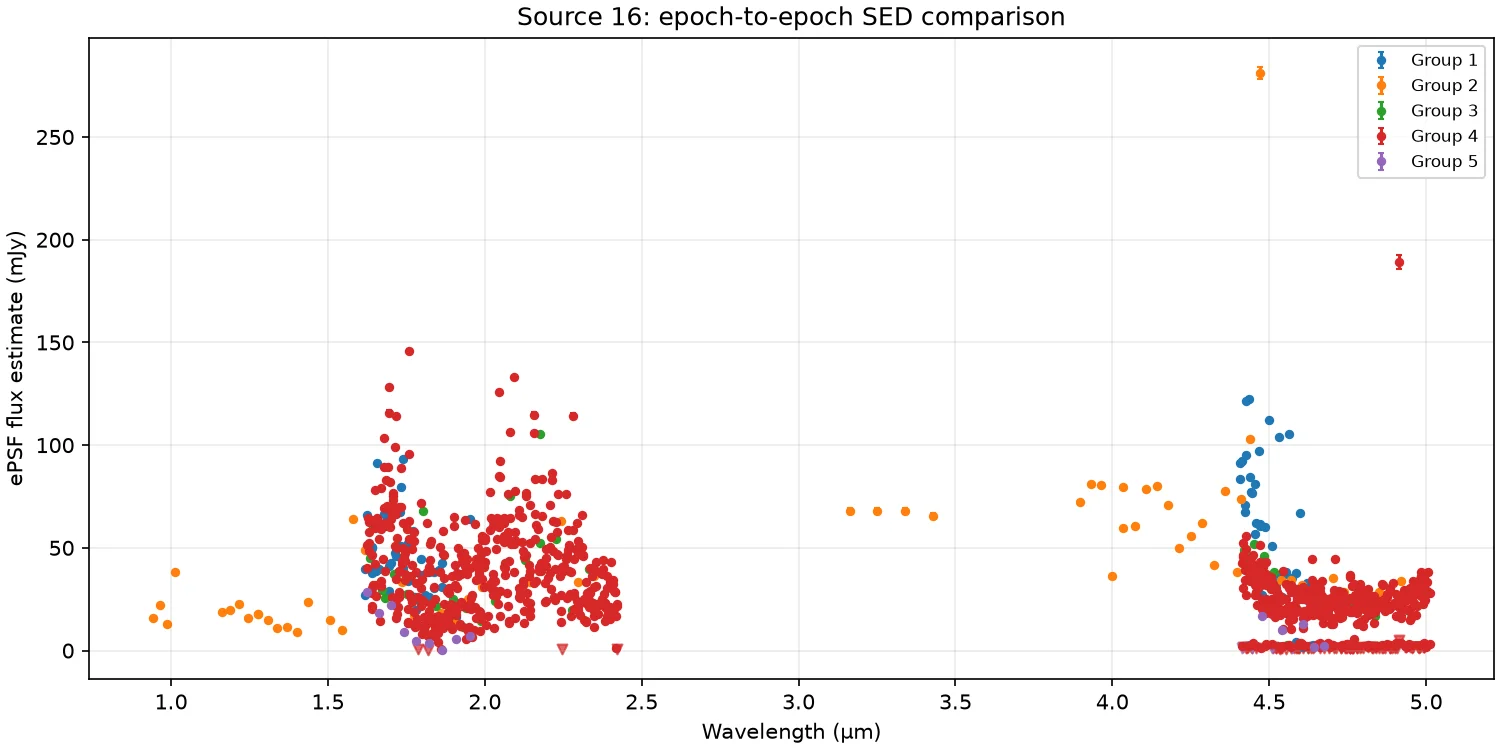 Source 16: epoch-to-epoch SED comparison
Group 1
Group 2
Group 3
Group 4
Group 5
ePSF flux estimate (mJy)
250
200
150
100
50
0
1.0 1.5 2.0 2.5 3.0 3.5 4.0 4.5 5.0
Wavelength (μm)